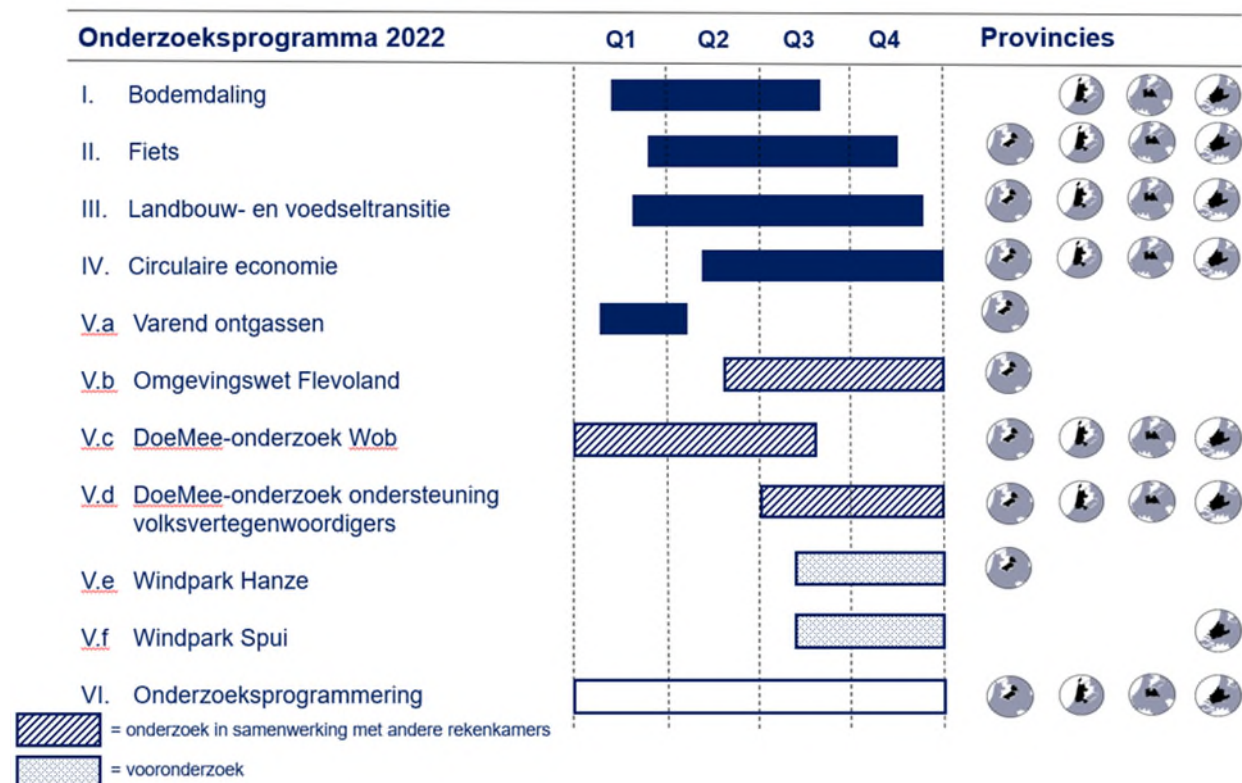 Onderzoeksprogramma 2022 Q1 Q2 Q3 Q4 Provincies
I. Bodemdaling
II. Fiets
III. Landbouw- en voedseltransitie
IV. Circulaire economie
V.a Varend ontgassen
V.b Omgevingswet Flevoland
V.c DoeMee-onderzoek Wob
V.d DoeMee-onderzoek ondersteuning
volksvertegenwoordigers
V.e Windpark Hanze
V.f Windpark Spui
VI. Onderzoeksprogrammering
= onderzoek in samenwerking met andere rekenkamers
= vooronderzoek